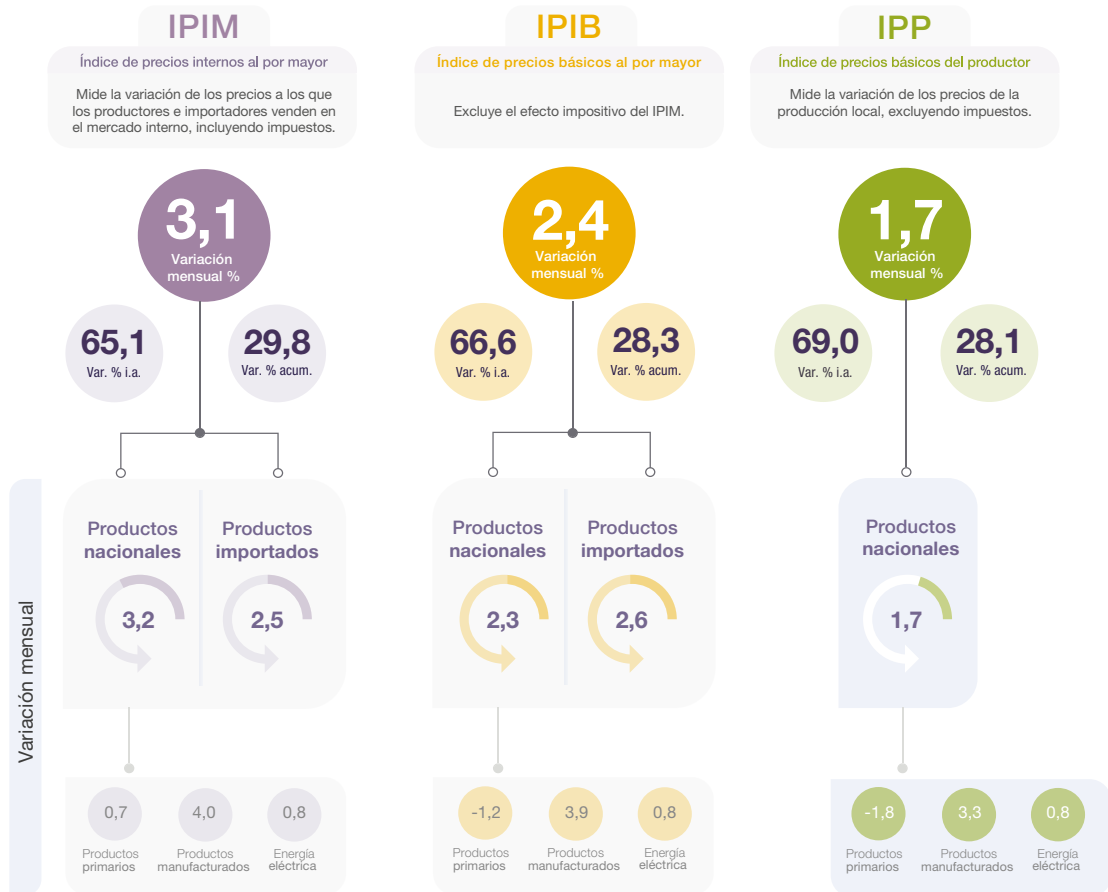 IPIM
Índice de precios internos al por mayor
Mide la variación de los precios a los que
los productores e importadores venden en
el mercado interno, incluyendo impuestos.
3,1
Variación
mensual %
65,1
Var. % i.a.
29,8
Var. % acum.
IPIB
Índice de precios básicos al por mayor
Excluye el efecto impositivo del IPIM.
2,4
Variación
mensual %
66,6
Var. % i.a.
28,3
Var. % acum.
IPP
Índice de precios básicos del productor
Mide la variación de los precios de la
producción local, excluyendo impuestos.
1,7
Variación
mensual %
69,0
Var. % i.a.
28,1
Var. % acum.
Variación mensual
Productos
nacionales
3,2
Productos
importados
2,5
0,7
Productos
primarios
4,0
Productos
manufacturados
0,8
Energía
eléctrica
Productos
nacionales
2,3
Productos
importados
2,6
-1,2
Productos
primarios
3,9
Productos
manufacturados
0,8
Energía
eléctrica
Productos
nacionales
1,7
-1,8
Productos
primarios
3,3
Productos
manufacturados
0,8
Energía
eléctrica